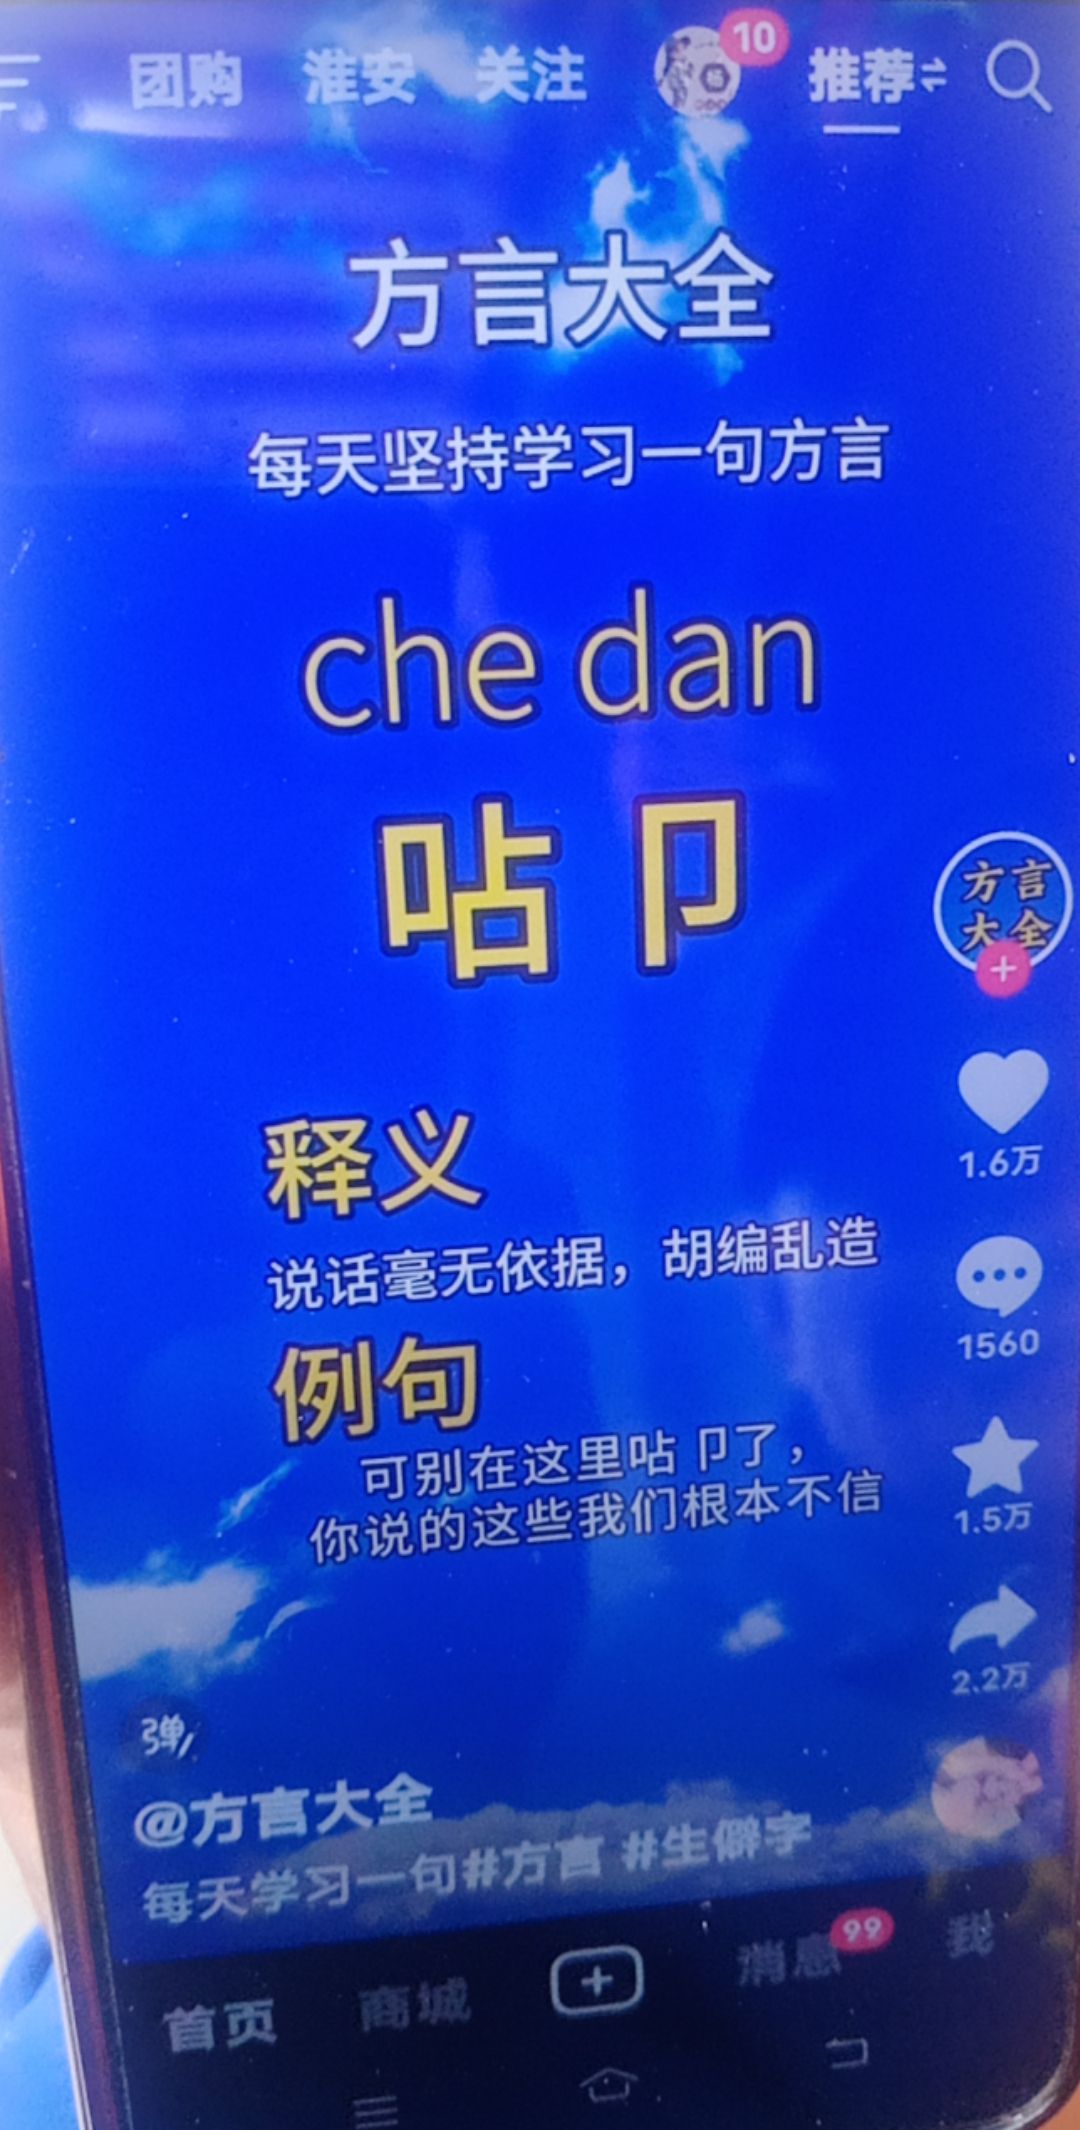 团购 淮安 关注 10 推荐
方言大全
每天坚持学习一句方言
che dan
呫 卩
释义
说话毫无依据，胡编乱造
例句
可别在这里呫 卩了，
你说的这些我们根本不信
方言
大全
1.6万
1560
1.5万
2.2万
弹
@方言大全
每天学习一句#方言 #生僻字
首页 商城 消息 99 我